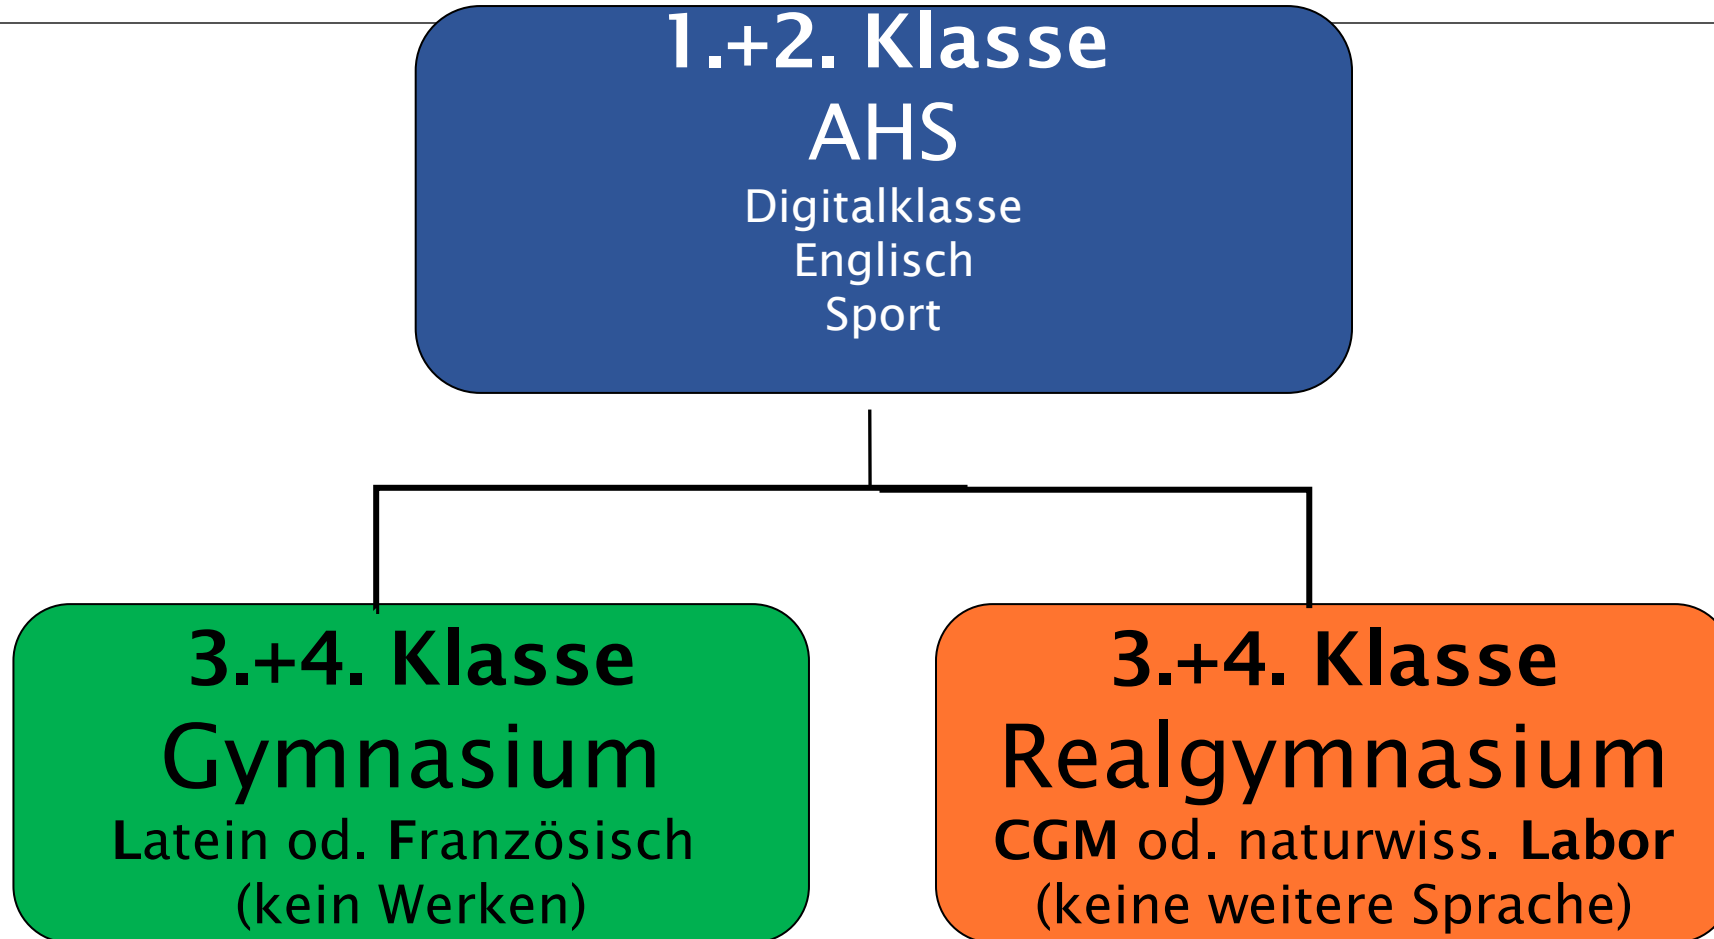 1.+2. Klasse
AHS
Digitalklasse
Englisch
Sport
3.+4. Klasse
Gymnasium
Latein od. Französisch
(kein Werken)
3.+4. Klasse
Realgymnasium
CGM od. naturwiss. Labor
(keine weitere Sprache)